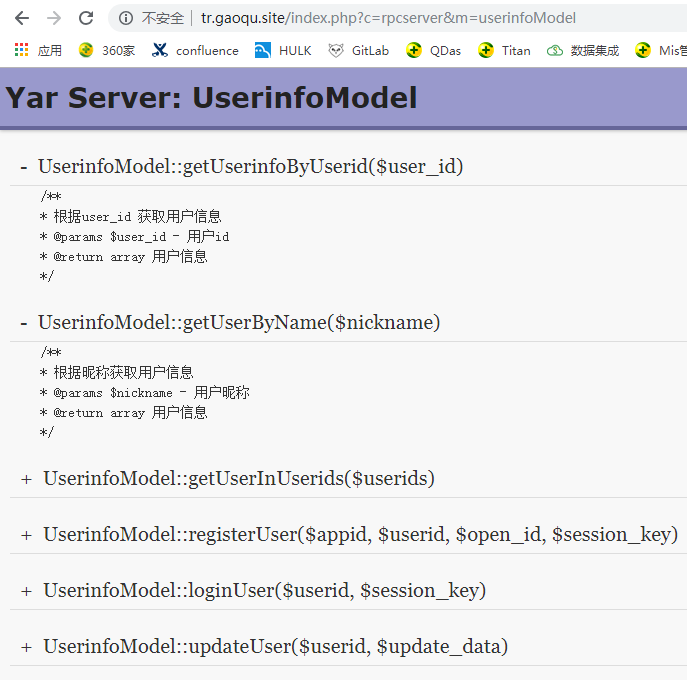 不安全 | tr.gaoqu.site/index.php?c=rpcserver&m=userinfoModel
应用 360家 confluence HULK GitLab QDas Titan 数据集成 Mis
Yar Server: UserinfoModel
- UserinfoModel::getUserinfoByUserid($user_id)
/**
* 根据user_id 获取用户信息
* @params $user_id - 用户id
* @return array 用户信息
*/
- UserinfoModel::getUserByName($nickname)
/**
* 根据昵称获取用户信息
* @params $nickname - 用户昵称
* @return array 用户信息
*/
+ UserinfoModel::getUserInUserids($userids)
+ UserinfoModel::registerUser($appid, $userid, $open_id, $session_key)
+ UserinfoModel::loginUser($userid, $session_key)
+ UserinfoModel::updateUser($userid, $update_data)